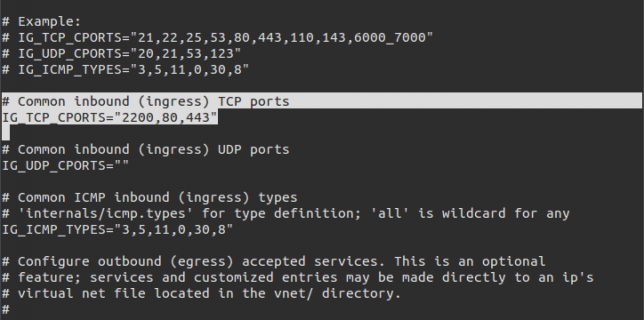 # Example:
# IG_TCP_CPORTS="21,22,25,53,80,443,110,143,6000_7000"
# IG_UDP_CPORTS="20,21,53,123"
# IG_ICMP_TYPES="3,5,11,0,30,8"
# Common inbound (ingress) TCP ports
IG_TCP_CPORTS="2200,80,443"
# Common inbound (ingress) UDP ports
IG_UDP_CPORTS=""
# Common ICMP inbound (ingress) types
# 'internals/icmp.types' for type definition; 'all' is wildcard for any
IG_ICMP_TYPES="3,5,11,0,30,8"
# Configure outbound (egress) accepted services. This is an optional
# feature; services and customized entries may be made directly to an ip's
# virtual net file located in the vnet/ directory.
#